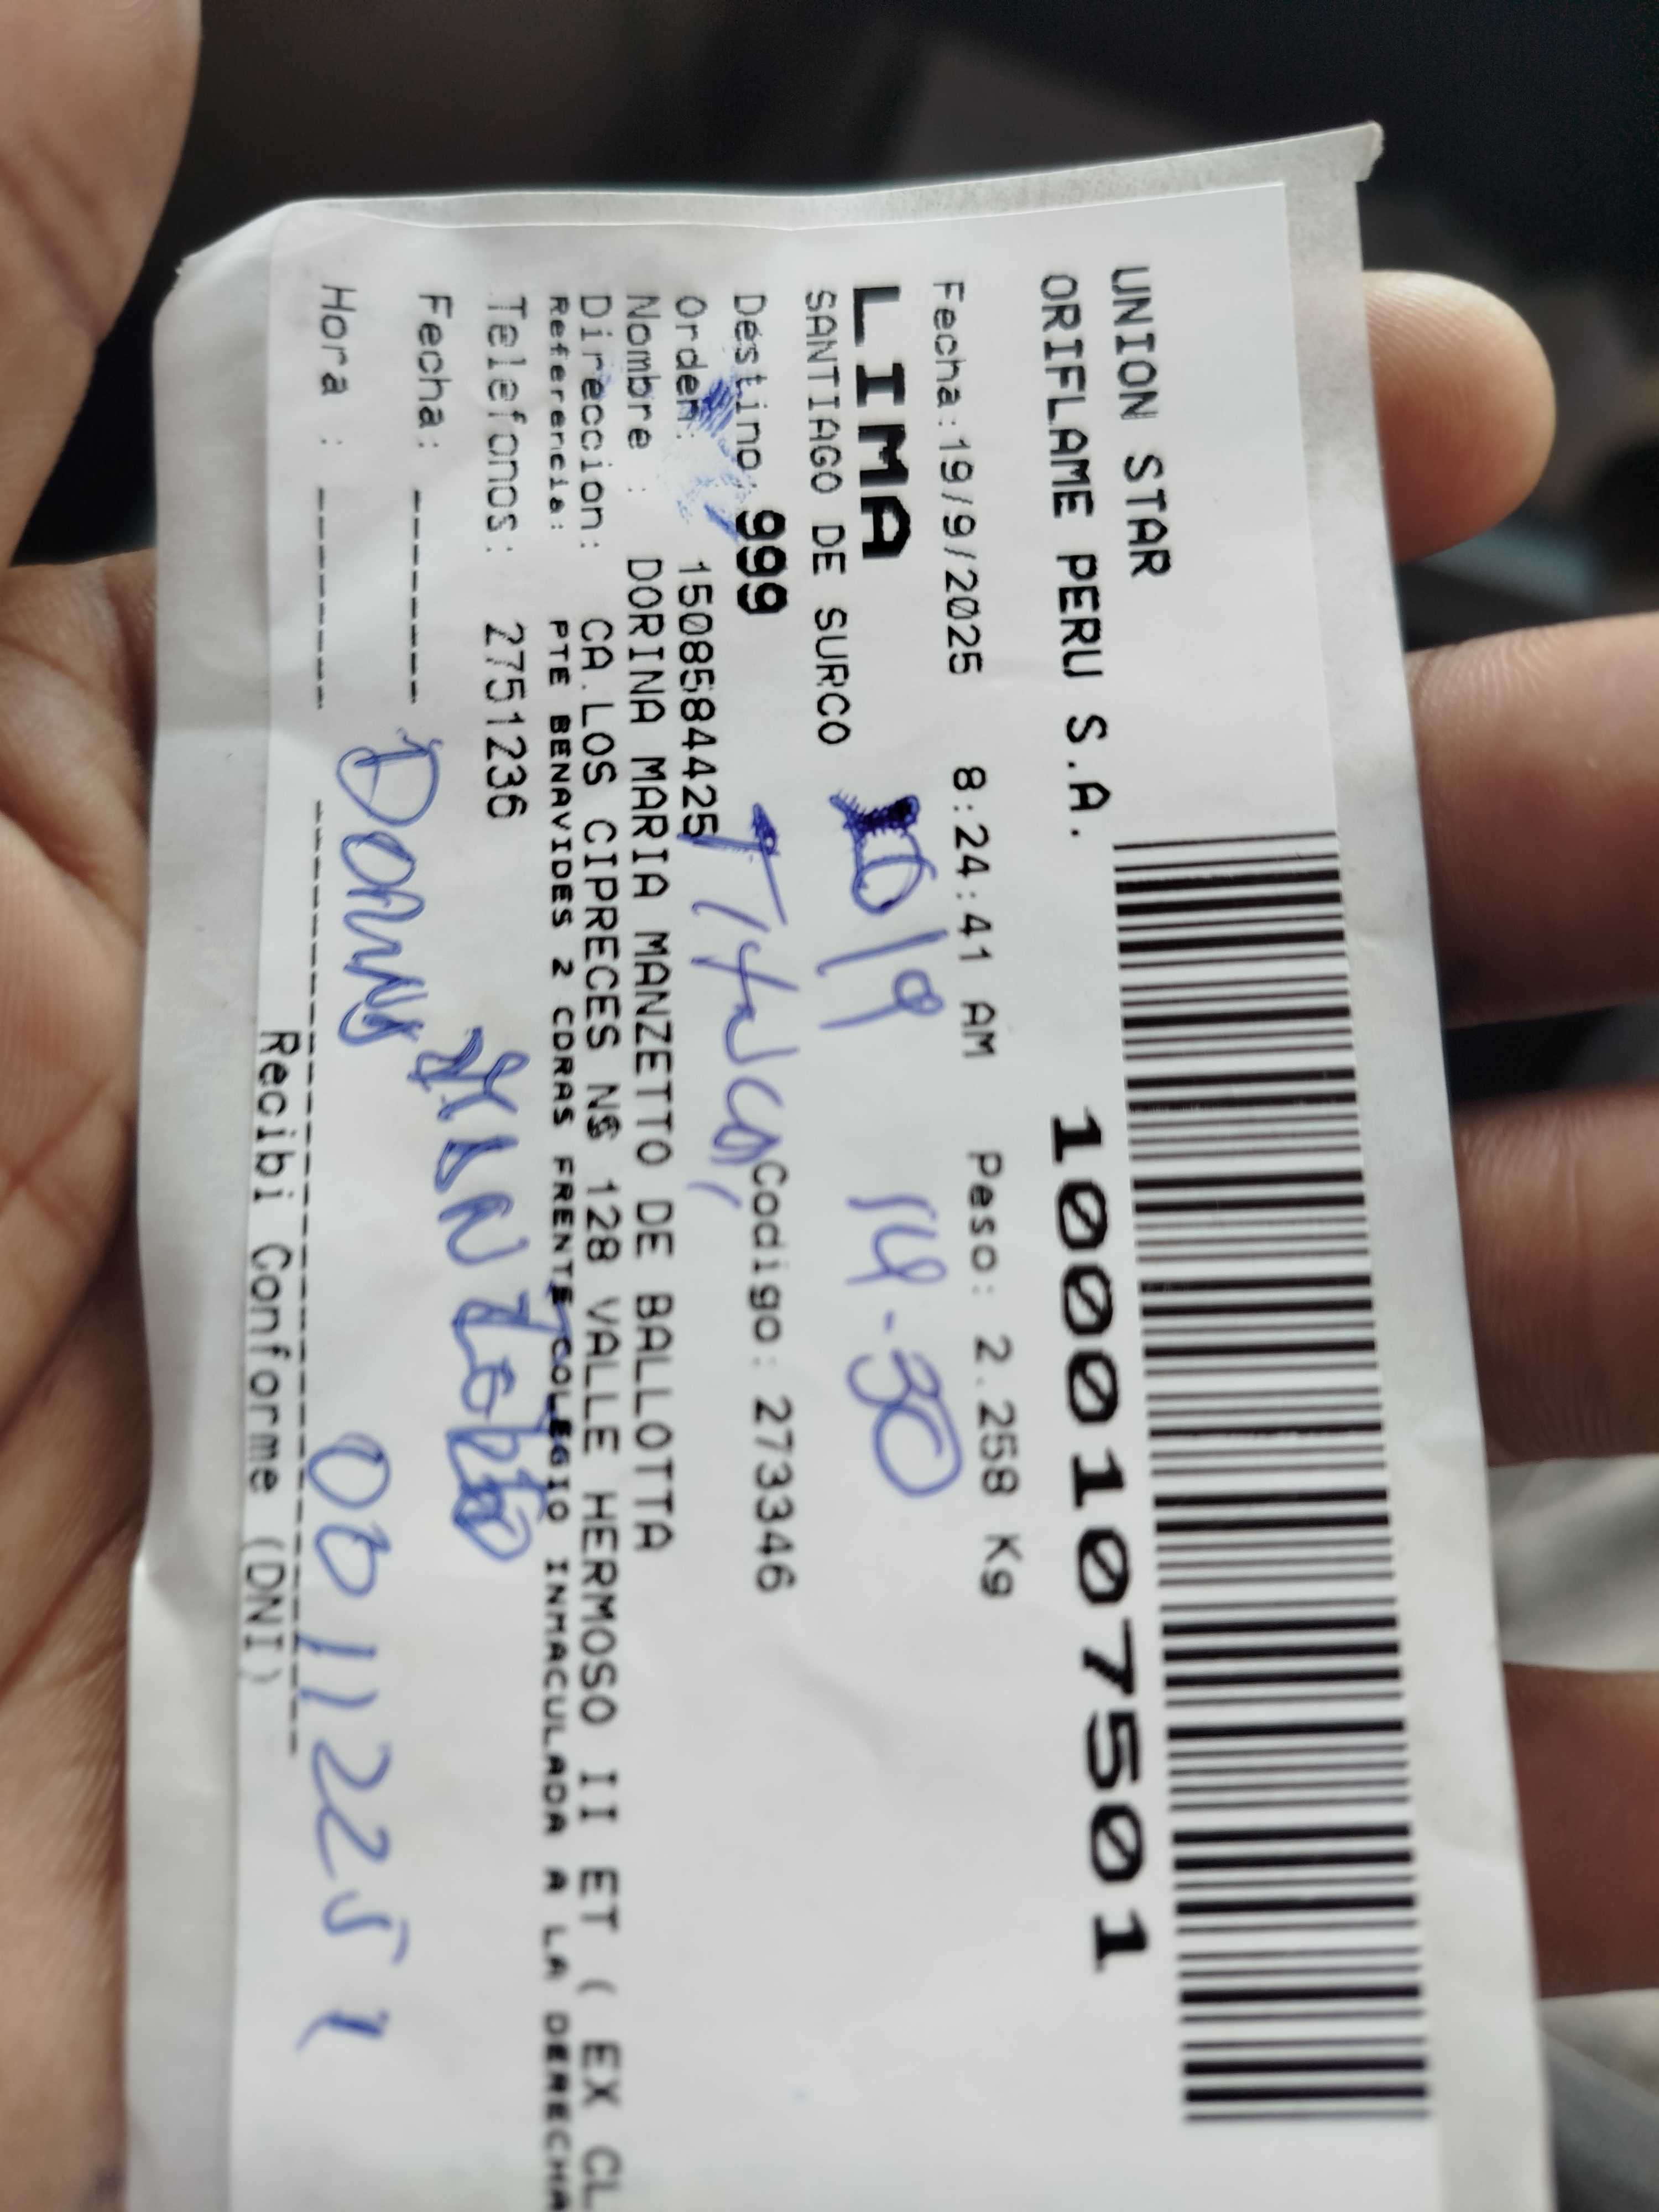 UNION STAR
ORIFLAME PERU S.A.
1000107501
Fecha:19/9/2025 8:24:41 AM Peso: 2.258 Kg
LIMA
SANTIAGO DE SURCO
19 14-30
Destino: 999 Codigo: 273346
Titular
Orden: 1508584425
Nombre : DORINA MARIA MANZETTO DE BALLOTTA
Direccion: CA.LOS CIPRECES N$ 128 VALLE HERMOSO II ET ( EX CL.
Referencia: PTE BENAVIDES 2 CDRAS FRENTE COLEGIO INMACULADA A LA DERECHA
Telefonos: 2751236
Fecha: ------
Hora : ------
0011225
Recibi Conforme (DNI)